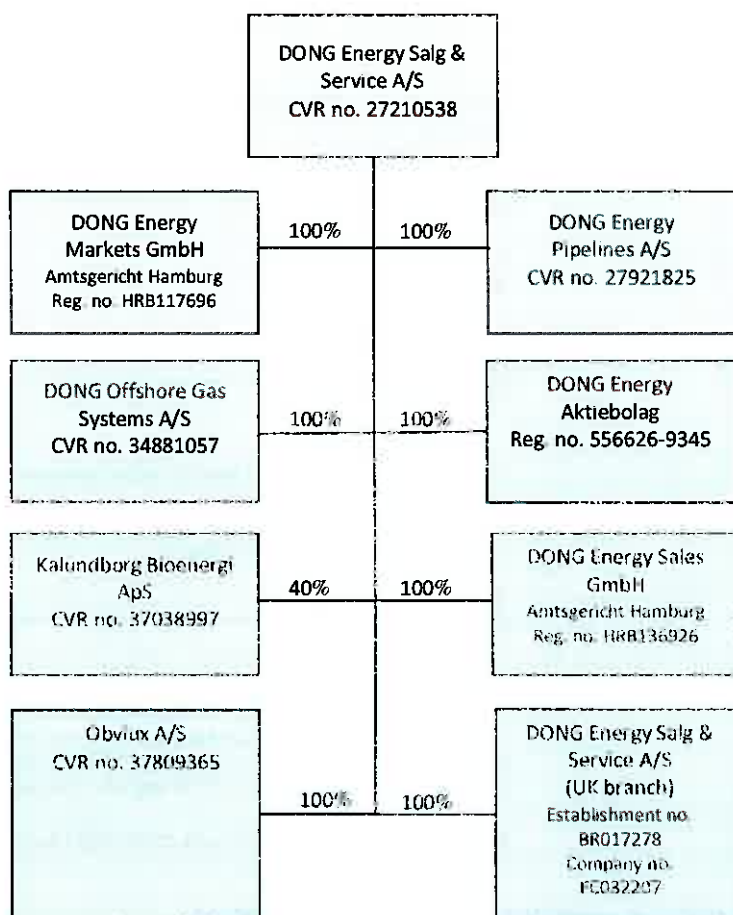 DONG Energy Salg &
Service A/S
CVR no. 27210538
DONG Energy
Markets GmbH
Amtsgericht Hamburg
Reg. no. HRB117696
100%
100%
DONG Energy
Pipelines A/S
CVR no. 27921825
DONG Offshore Gas
Systems A/S
CVR no. 34881057
100%
100%
DONG Energy
Aktiebolag
Reg. no. 556626-9345
Kalundborg Bioenergi
ApS
CVR no. 37038997
40%
100%
DONG Energy Sales
GmbH
Amtsgericht Hamburg
Reg. no. HRB136926
Obviux A/S
CVR no. 37809365
100%
100%
DONG Energy Salg &
Service A/S
(UK branch)
Establishment no.
BR017278
Company no.
FC032207